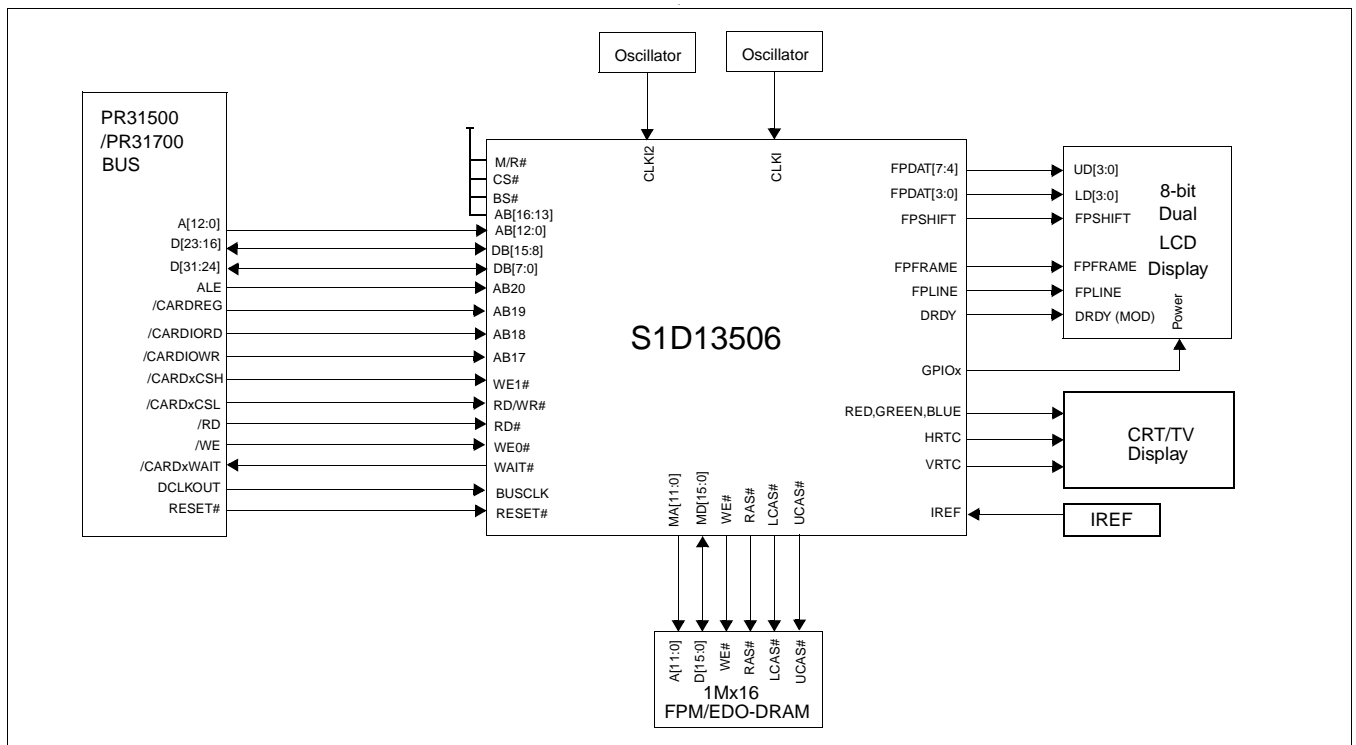 Oscillator
Oscillator
PR31500
/PR31700
BUS
A[12:0]
D[23:16]
D[31:24]
ALE
/CARDREG
/CARDIORD
/CARDIOWR
/CARDxCSH
/CARDxCSL
/RD
/WE
/CARDxWAIT
DCLKOUT
RESET#
M/R#
CS#
BS#
AB[16:13]
AB[12:0]
DB[15:8]
DB[7:0]
AB20
AB19
AB18
AB17
WE1#
RD/WR#
RD#
WE0#
WAIT#
BUSCLK
RESET#
CLKI2
CLKI
S1D13506
FPDAT[7:4]
FPDAT[3:0]
FPSHIFT
FPFRAME
FPLINE
DRDY
GPIOx
RED,GREEN,BLUE
HRTC
VRTC
IREF
UD[3:0]
LD[3:0]
FPSHIFT
FPFRAME
FPLINE
DRDY (MOD)
8-bit
Dual
LCD
Display
Power
CRT/TV
Display
IREF
MA[11:0]
MD[15:0]
WE#
RAS#
LCAS#
UCAS#
A[11:0]
D[15:0]
WE#
RAS#
LCAS#
UCAS#
1Mx16
FPM/EDO-DRAM